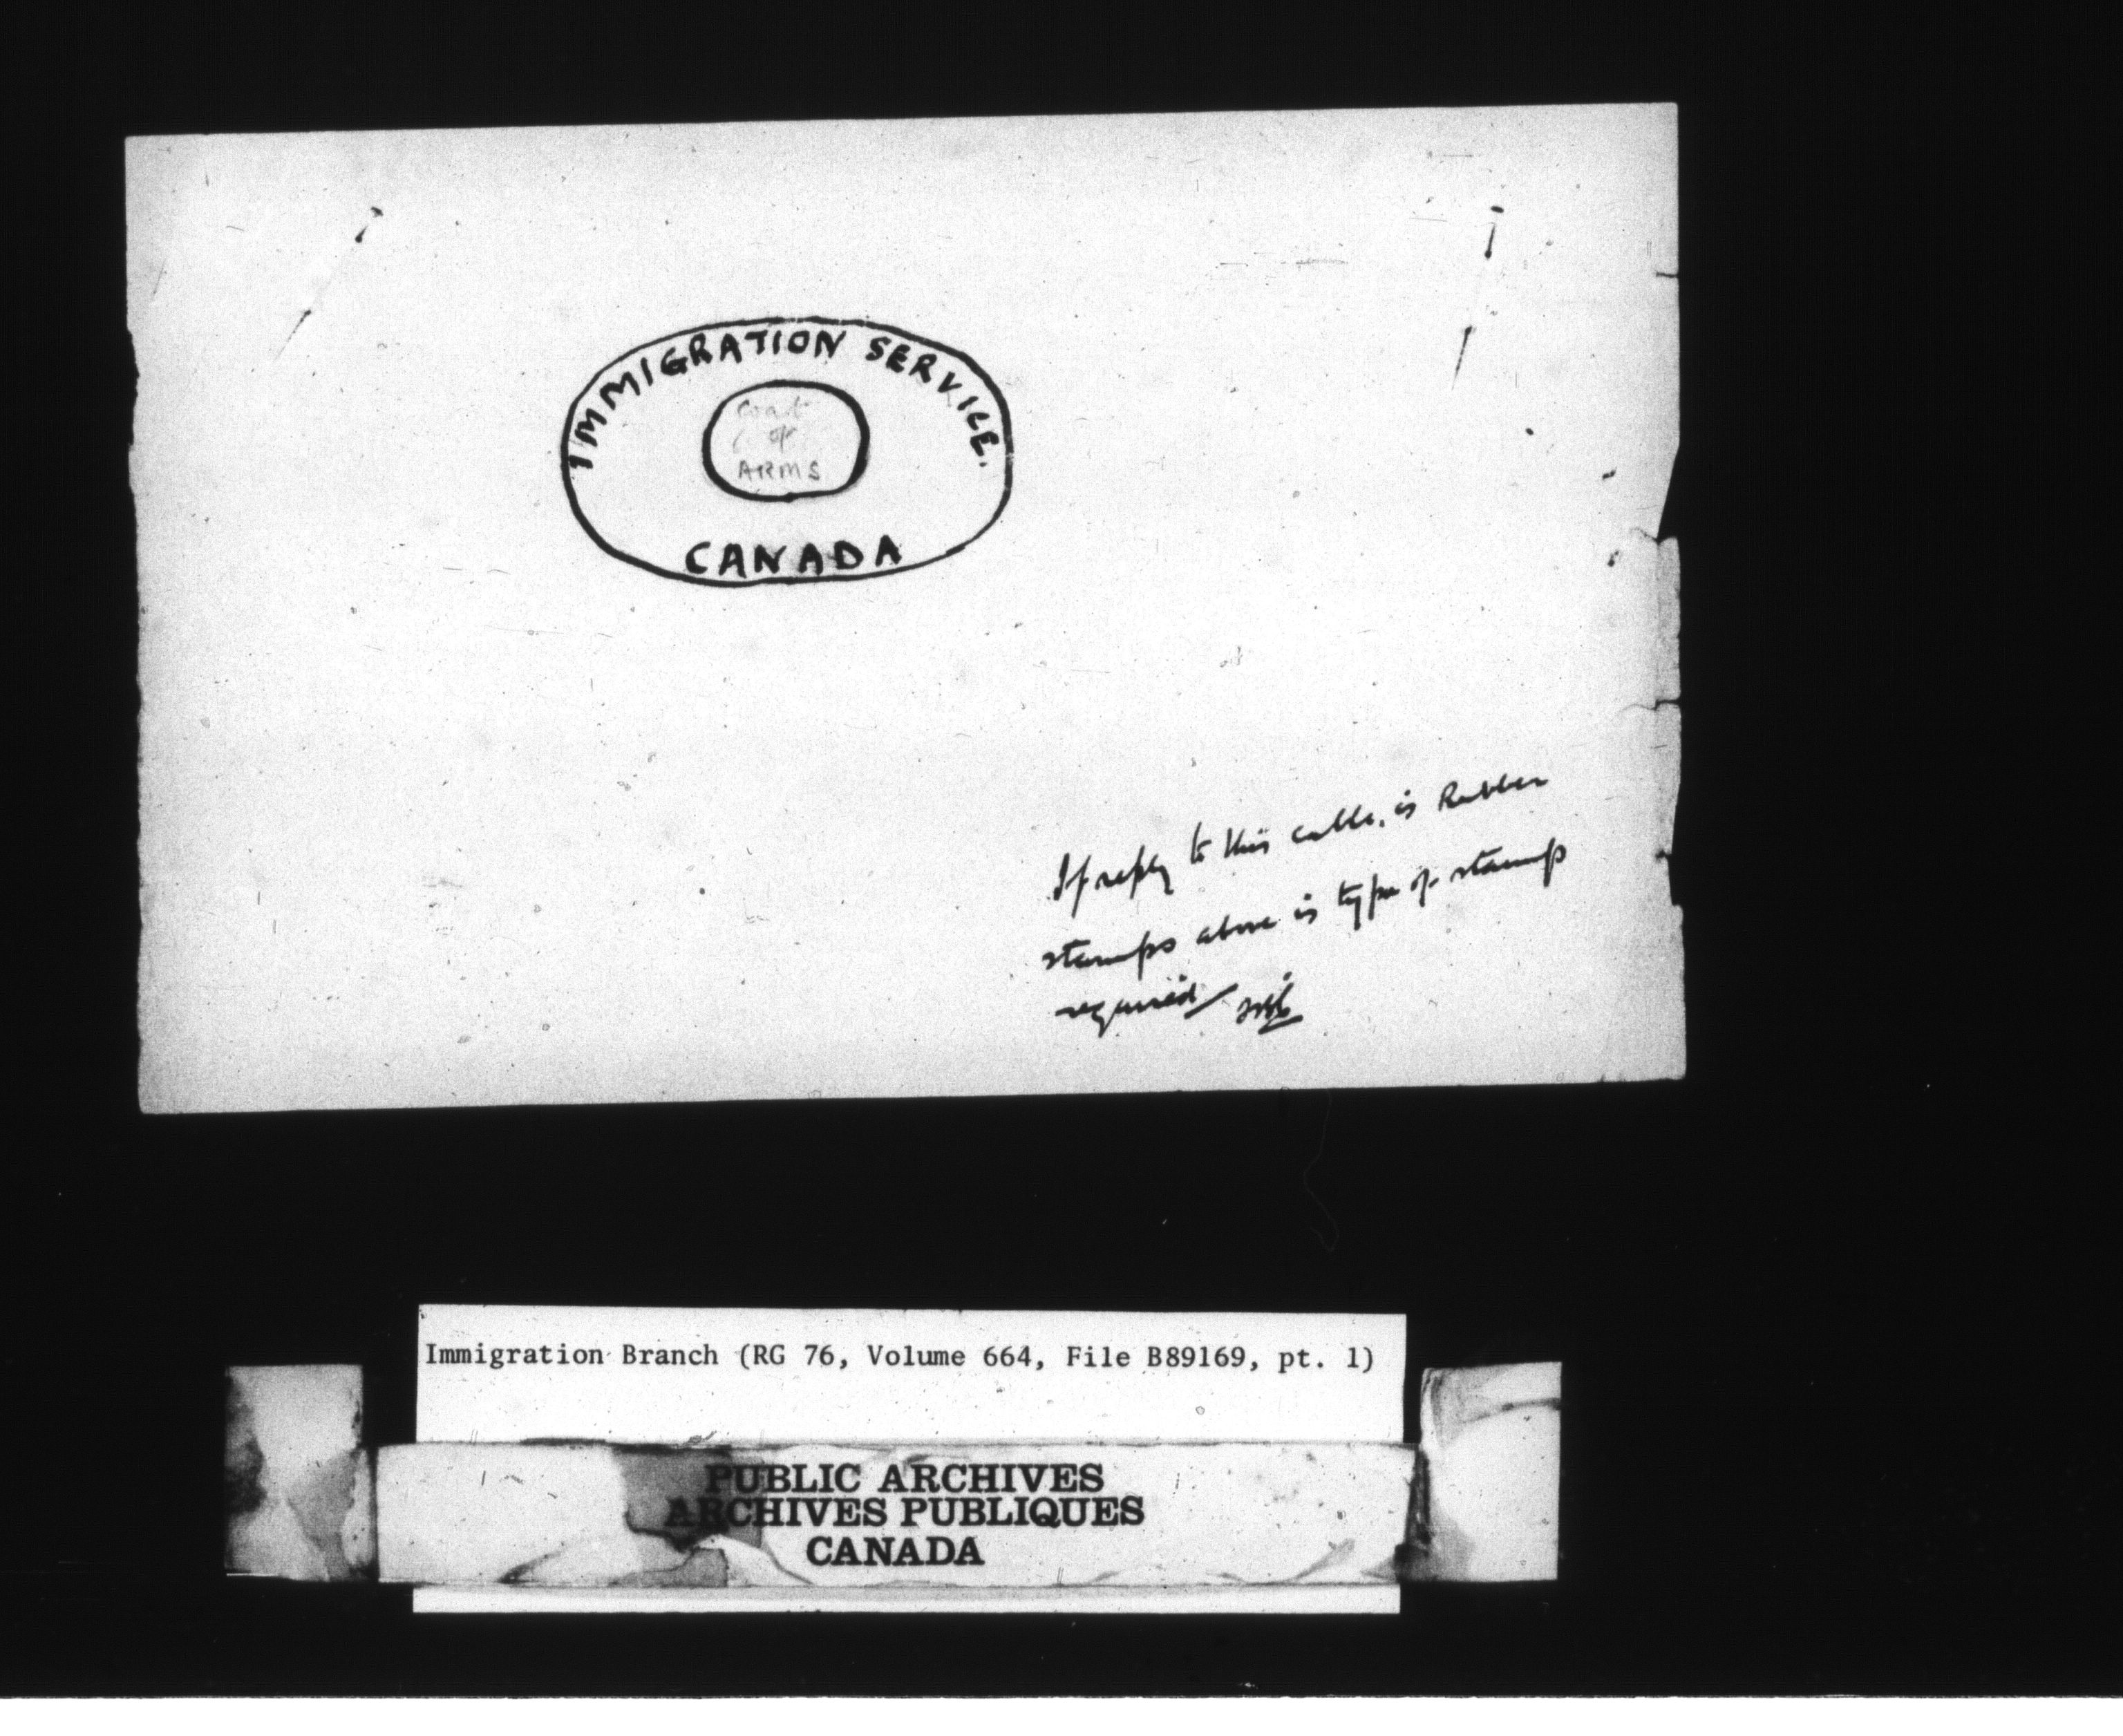 IMMIGRATION SERVICE.
Coat
of
ARMS
CANADA
If reply to this cable, is Rubber
stamps above is type of stamp
required
Immigration Branch (RG 76, Volume 664, File B89169, pt. 1)
PUBLIC ARCHIVES
ARCHIVES PUBLIQUES
CANADA